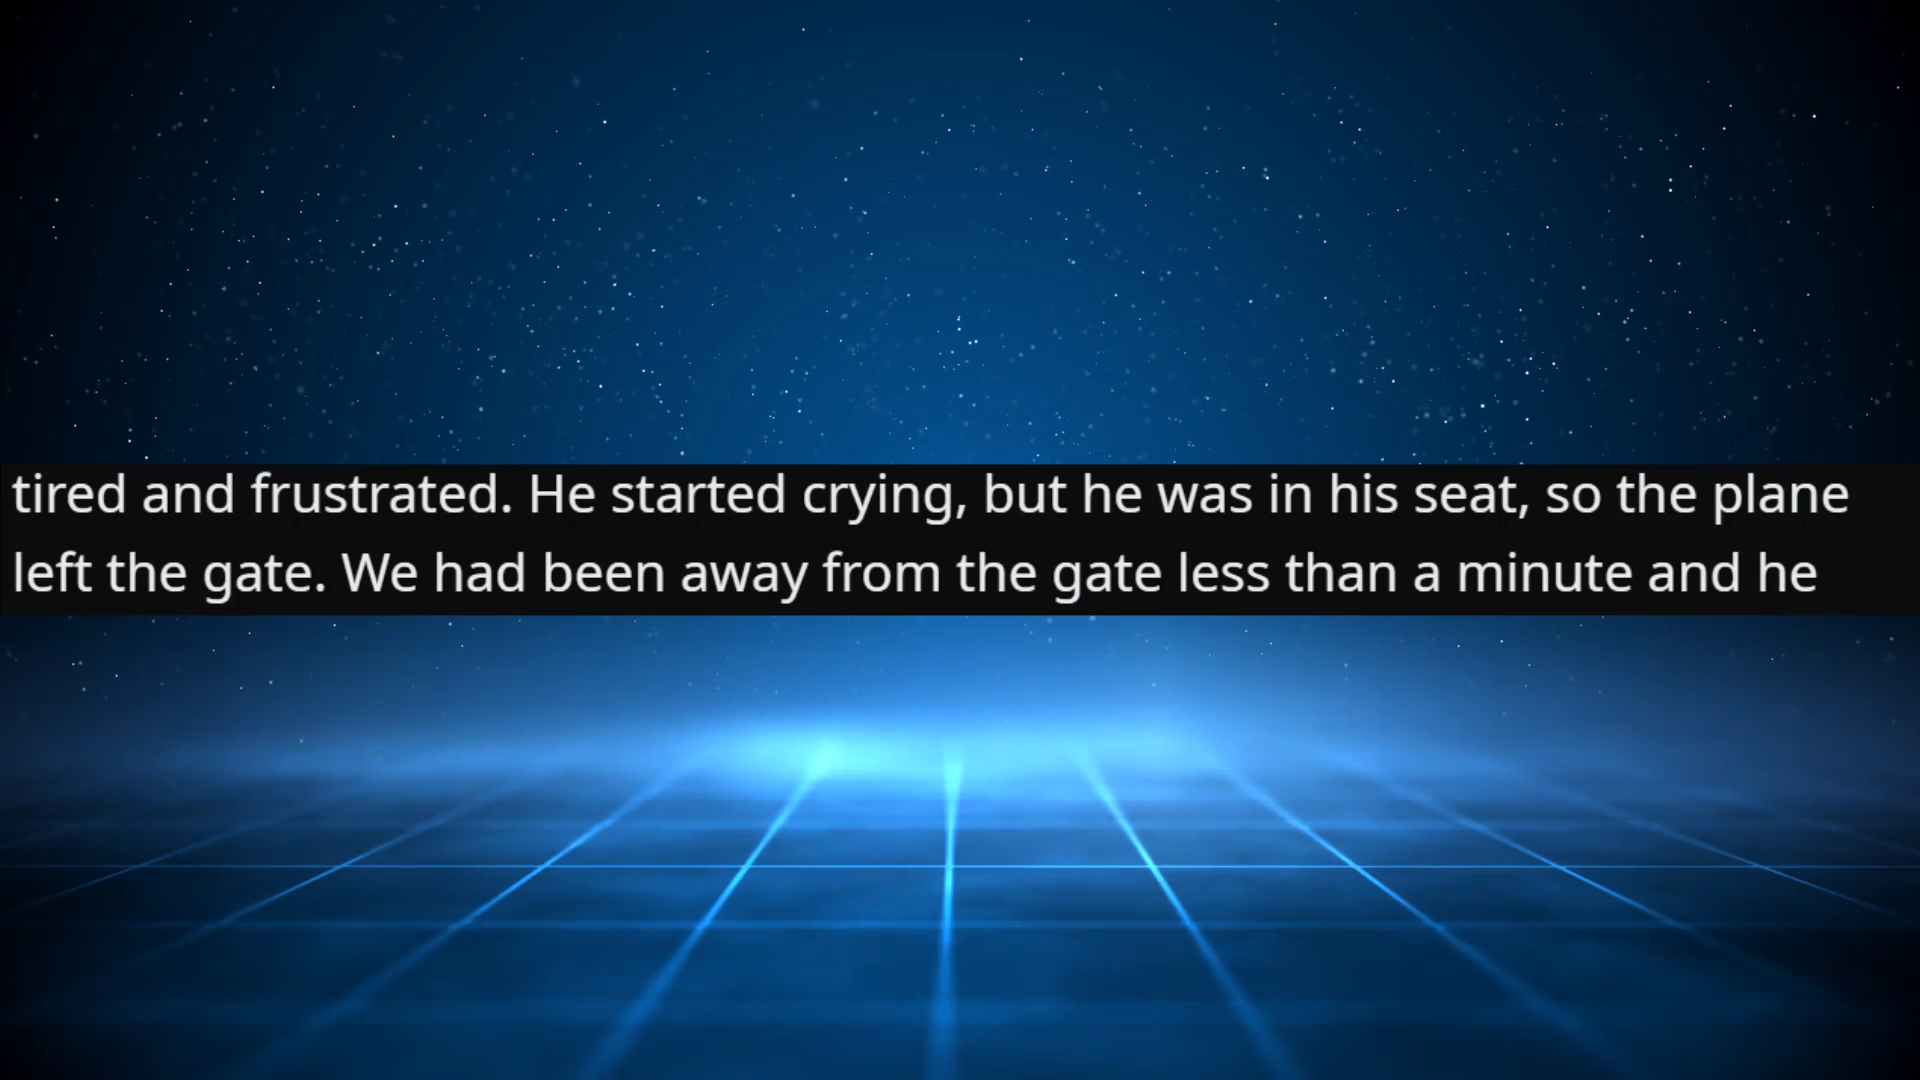 tired and frustrated. He started crying, but he was in his seat, so the plane
left the gate. We had been away from the gate less than a minute and he